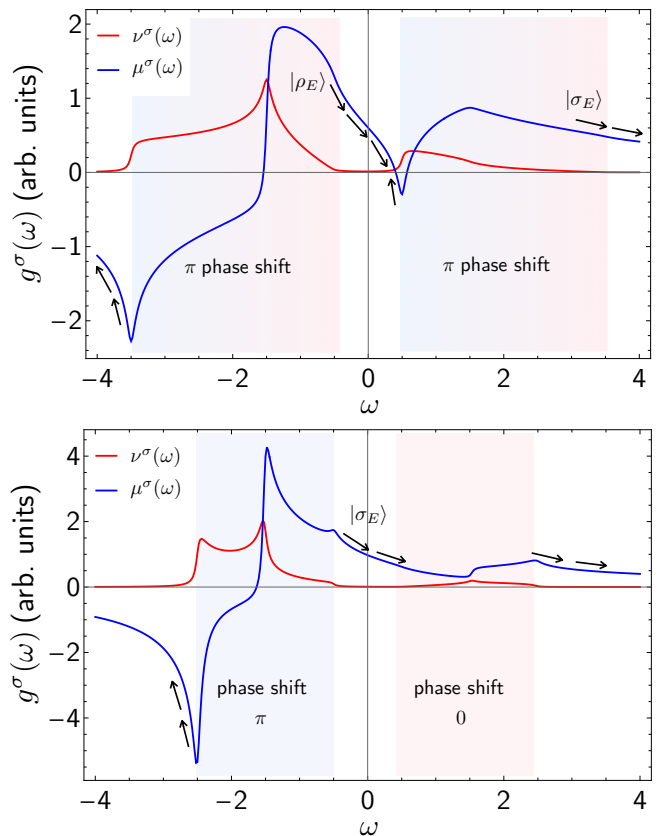 ν^σ(ω)
μ^σ(ω)
|ρ_E⟩
|σ_E⟩
π phase shift
π phase shift
g^σ(ω) (arb. units)
2
1
0
−1
−2
−4
−2
0
2
4
ω
ν^σ(ω)
μ^σ(ω)
|σ_E⟩
phase shift
π
phase shift
0
g^σ(ω) (arb. units)
4
2
0
−2
−4
−4
−2
0
2
4
ω